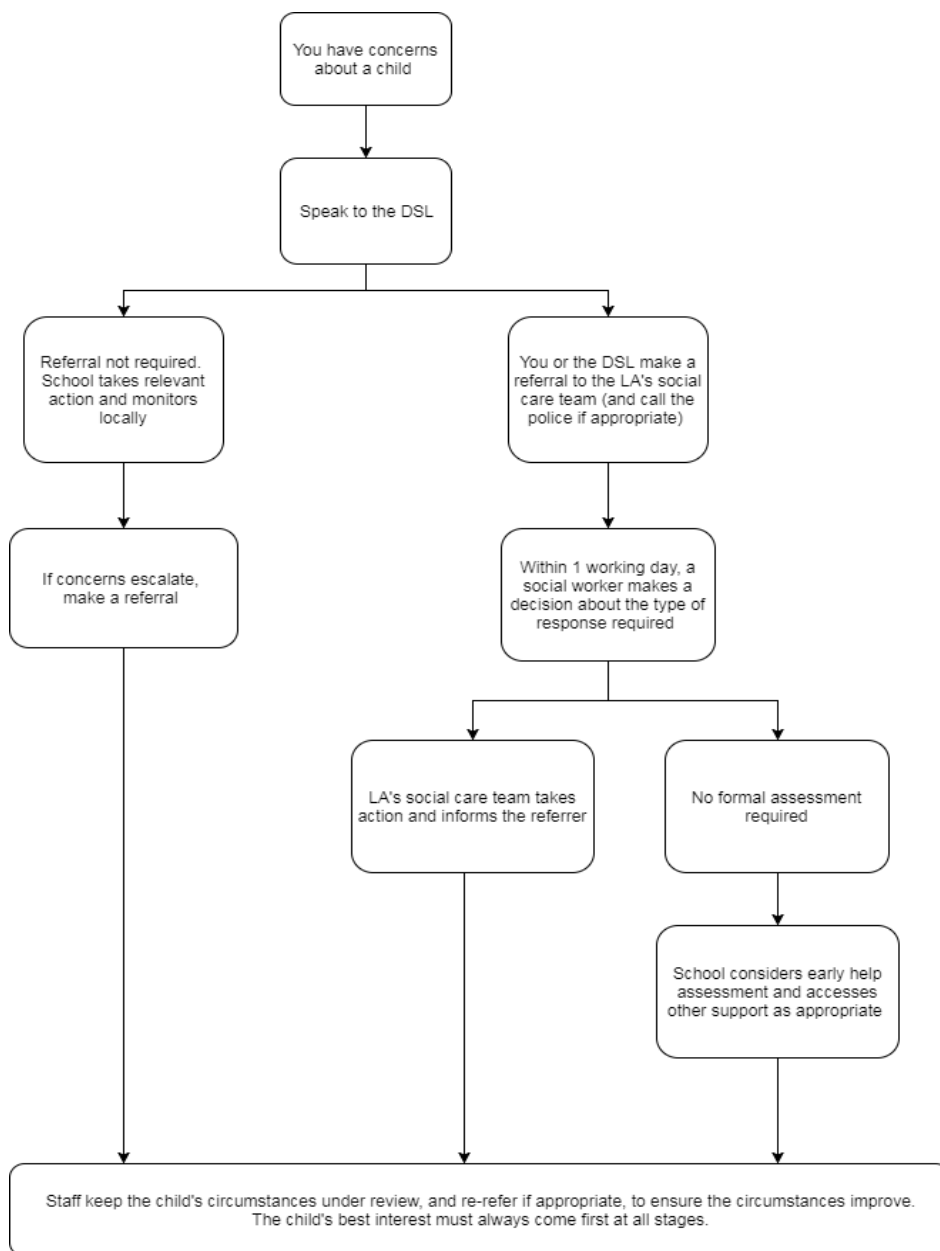 You have concerns
about a child
Speak to the DSL
Referral not required.
School takes relevant
action and monitors
locally
You or the DSL make a
referral to the LA's social
care team (and call the
police if appropriate)
If concerns escalate,
make a referral
Within 1 working day, a
social worker makes a
decision about the type of
response required
LA's social care team takes
action and informs the referrer
No formal assessment
required
School considers early help
assessment and accesses
other support as appropriate
Staff keep the child's circumstances under review, and re-refer if appropriate, to ensure the circumstances improve.
The child's best interest must always come first at all stages.